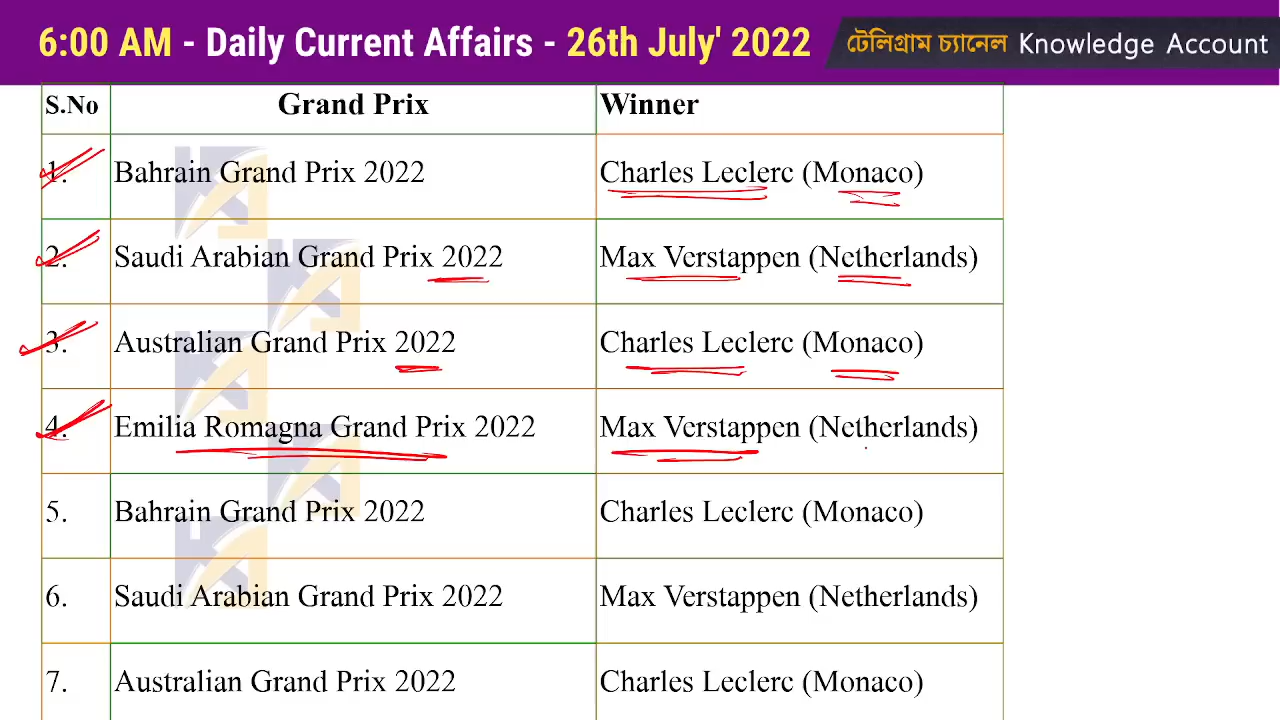 6:00 AM - Daily Current Affairs - 26th July' 2022
টেলিগ্রাম চ্যানেল Knowledge Account
S.No Grand Prix Winner
1. Bahrain Grand Prix 2022 Charles Leclerc (Monaco)
2. Saudi Arabian Grand Prix 2022 Max Verstappen (Netherlands)
3. Australian Grand Prix 2022 Charles Leclerc (Monaco)
4. Emilia Romagna Grand Prix 2022 Max Verstappen (Netherlands)
5. Bahrain Grand Prix 2022 Charles Leclerc (Monaco)
6. Saudi Arabian Grand Prix 2022 Max Verstappen (Netherlands)
7. Australian Grand Prix 2022 Charles Leclerc (Monaco)